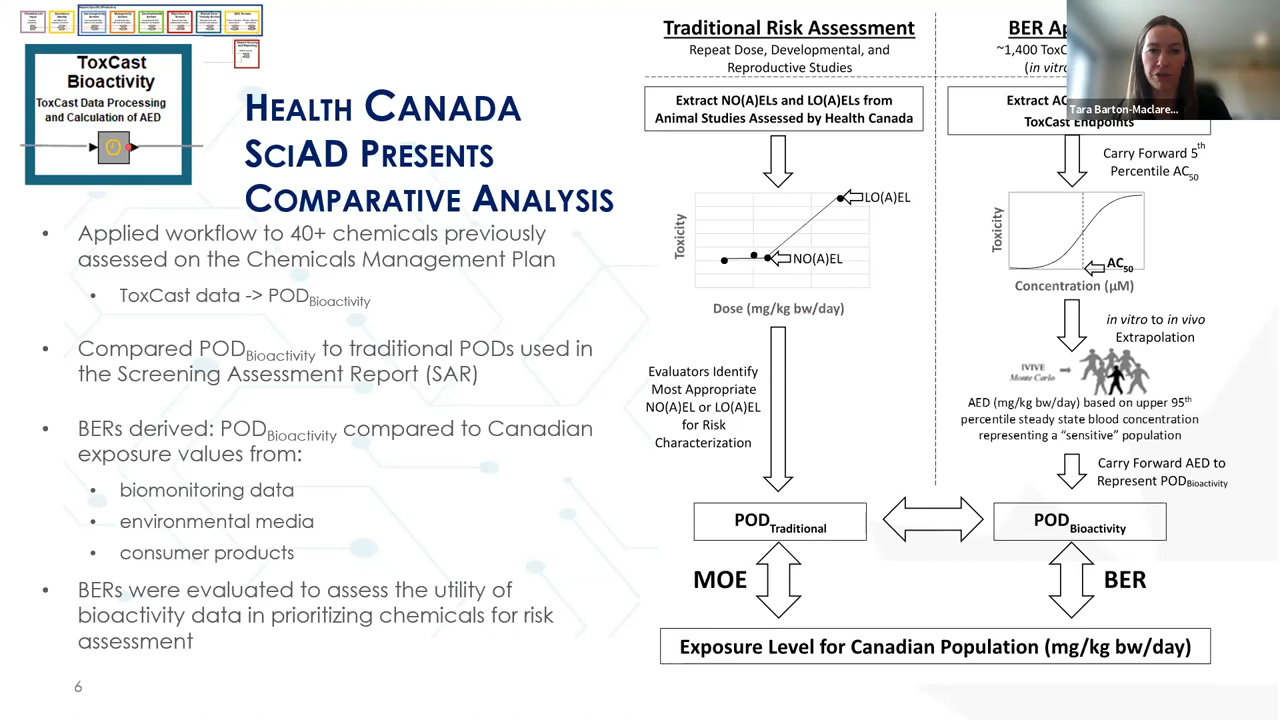 ToxCast
Bioactivity
ToxCast Data Processing
and Calculation of AED
HEALTH CANADA
SCIAD PRESENTS
COMPARATIVE ANALYSIS
• Applied workflow to 40+ chemicals previously
assessed on the Chemicals Management Plan
• ToxCast data -> PODBioactivity
• Compared PODBioactivity to traditional PODs used in
the Screening Assessment Report (SAR)
• BERs derived: PODBioactivity compared to Canadian
exposure values from:
• biomonitoring data
• environmental media
• consumer products
• BERs were evaluated to assess the utility of
bioactivity data in prioritizing chemicals for risk
assessment
6
Traditional Risk Assessment
Repeat Dose, Developmental, and
Reproductive Studies
Extract NO(A)ELs and LO(A)ELs from
Animal Studies Assessed by Health Canada
Toxicity
LO(A)EL
NO(A)EL
Dose (mg/kg bw/day)
Evaluators Identify
Most Appropriate
NO(A)EL or LO(A)EL
for Risk
Characterization
PODTraditional
MOE
BER Ap
~1,400 ToxC
(in vitro
Extract AC
ToxCast Endpoints
Tara Barton-Maclare...
Carry Forward 5th
Percentile AC50
Toxicity
AC50
Concentration (µM)
in vitro to in vivo
Extrapolation
IVIVE
Monte Carlo
AED (mg/kg bw/day) based on upper 95th
percentile steady state blood concentration
representing a “sensitive” population
Carry Forward AED to
Represent PODBioactivity
PODBioactivity
BER
Exposure Level for Canadian Population (mg/kg bw/day)